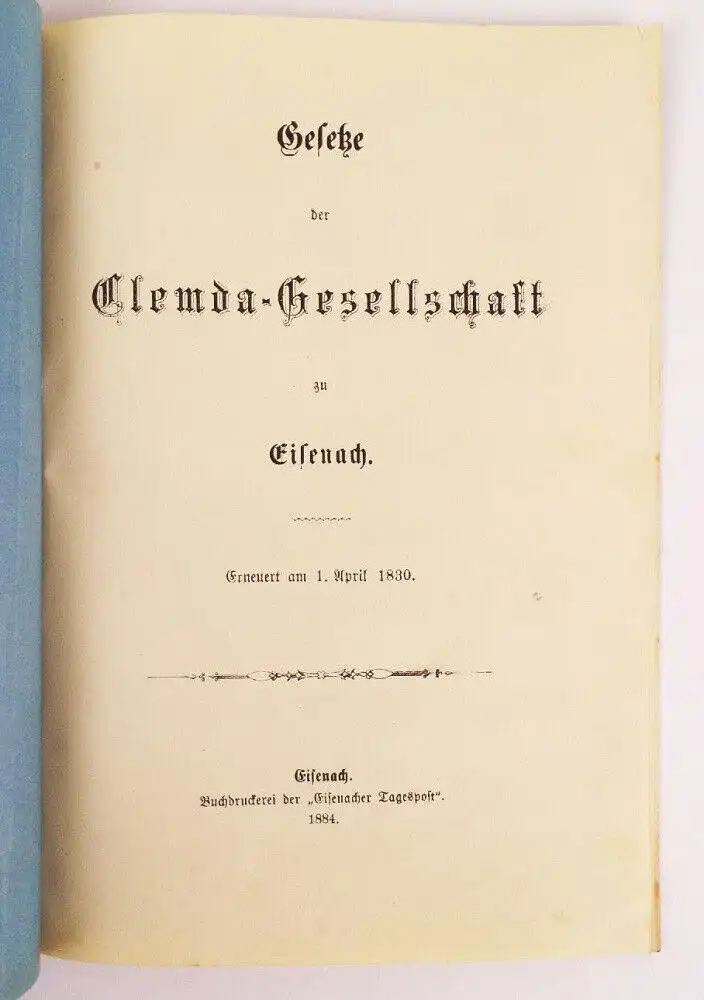 Geſetze
der
Clemda-Gesellschaft
zu
Eiſenach.
Erneuert am 1. April 1830.
Eiſenach.
Buchdruckerei der „Eiſenacher Tagespoſt".
1884.